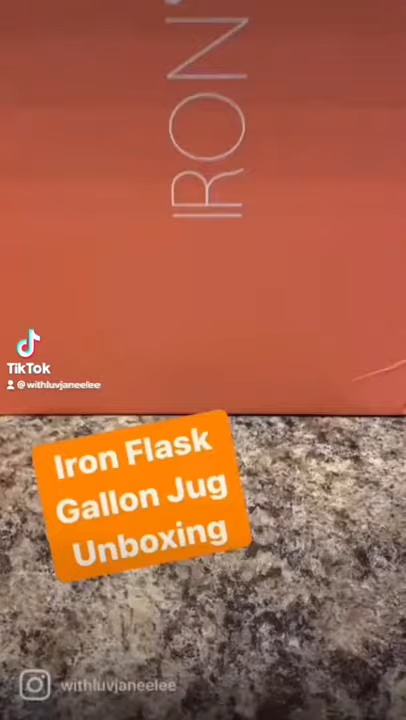 IRON
TikTok
@withluvjaneelee
Iron Flask
Gallon Jug
Unboxing
withluvjaneelee